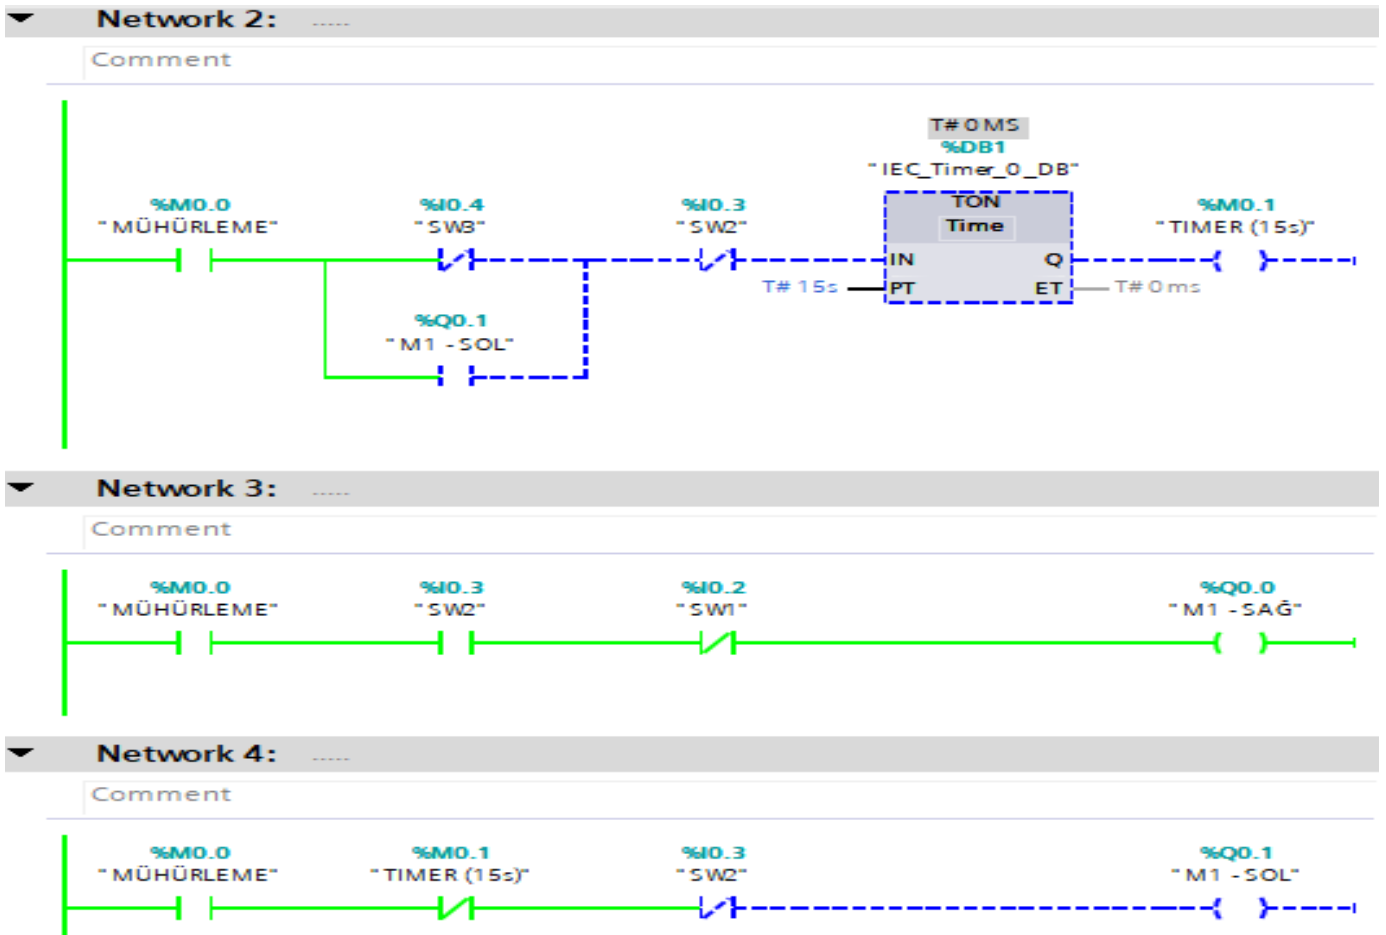 Network 2: .....
Comment
T# 0 MS
%DB1
"IEC_Timer_0_DB"
%M0.0
"MÜHÜRLEME"
%I0.4
"SW3"
%I0.3
"SW2"
TON
Time
%M0.1
"TIMER (15s)"
IN
Q
T# 15s
PT
ET
T# 0 ms
%Q0.1
"M1 - SOL"
Network 3: .....
Comment
%M0.0
"MÜHÜRLEME"
%I0.3
"SW2"
%I0.2
"SW1"
%Q0.0
"M1 - SAĞ"
Network 4: .....
Comment
%M0.0
"MÜHÜRLEME"
%M0.1
"TIMER (15s)"
%I0.3
"SW2"
%Q0.1
"M1 - SOL"